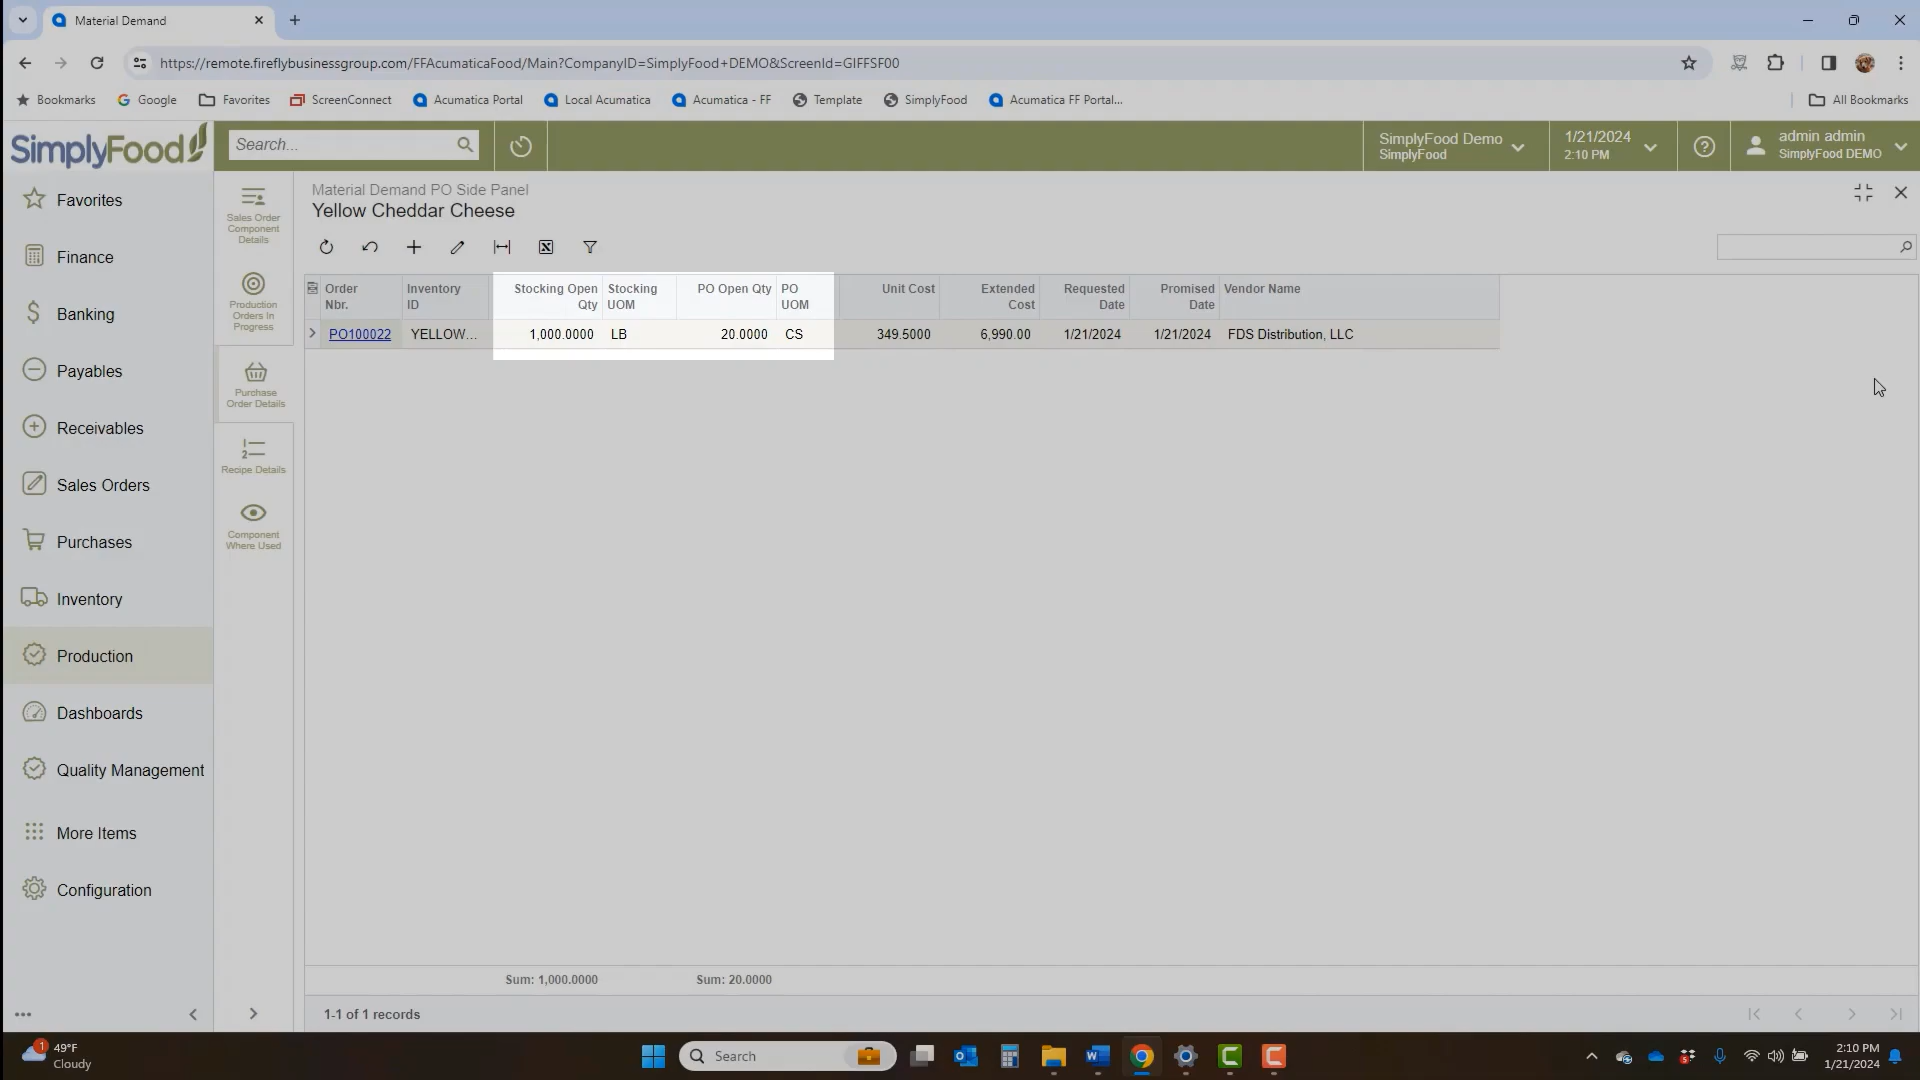 Material Demand
https://remote.fireflybusinessgroup.com/FFAcumaticaFood/Main?CompanyID=SimplyFood+DEMO&ScreenId=GIFFSF00
Bookmarks
Google
Favorites
ScreenConnect
Acumatica Portal
Local Acumatica
Acumatica - FF
Template
SimplyFood
Acumatica FF Portal...
All Bookmarks
SimplyFood
Search...
SimplyFood Demo
SimplyFood
1/21/2024
2:10 PM
admin admin
SimplyFood DEMO
Favorites
Finance
Banking
Payables
Receivables
Sales Orders
Purchases
Inventory
Production
Dashboards
Quality Management
More Items
Configuration
Sales Order
Component
Details
Production
Orders In
Progress
Purchase
Order Details
Recipe Details
Component
Where Used
Material Demand PO Side Panel
Yellow Cheddar Cheese
Order Nbr.
Inventory ID
Stocking Open Qty
Stocking UOM
PO Open Qty
PO UOM
Unit Cost
Extended Cost
Requested Date
Promised Date
Vendor Name
PO100022 YELLOW... 1,000.0000 LB 20.0000 CS 349.5000 6,990.00 1/21/2024 1/21/2024 FDS Distribution, LLC
Sum: 1,000.0000 Sum: 20.0000
1-1 of 1 records
1
49°F
Cloudy
Search
2:10 PM
1/21/2024